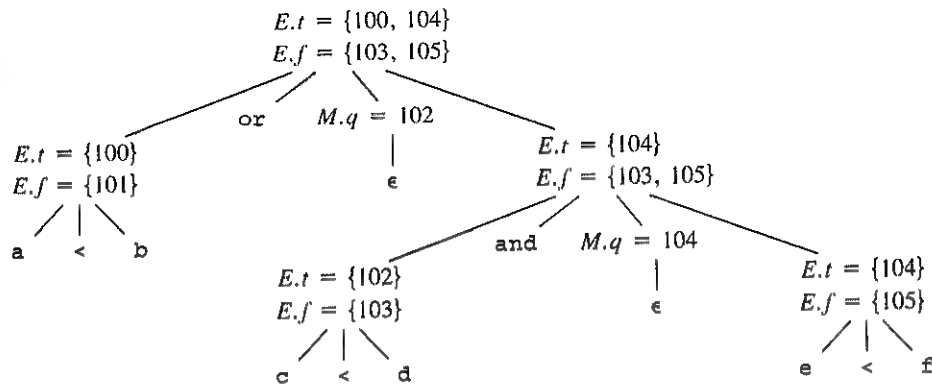 E.t = {100, 104}
E.f = {103, 105}
or M.q = 102
E.t = {100}
E.f = {101}
ϵ
E.t = {104}
E.f = {103, 105}
a < b
and M.q = 104
E.t = {102}
E.f = {103}
ϵ
E.t = {104}
E.f = {105}
c < d
e < f